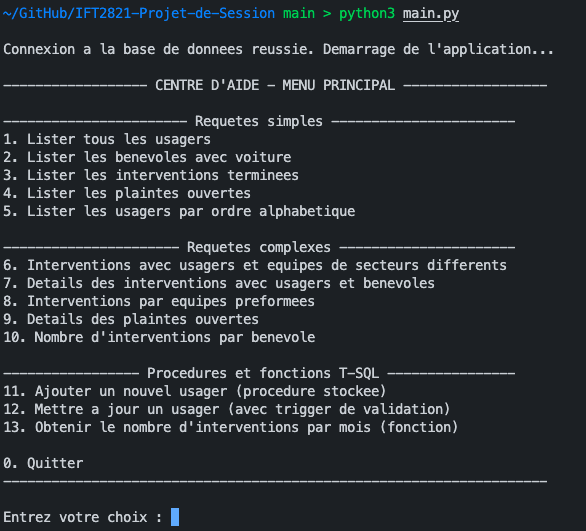 ~/GitHub/IFT2821-Projet-de-Session main > python3 main.py
Connexion a la base de donnees reussie. Demarrage de l'application...
------------------ CENTRE D'AIDE - MENU PRINCIPAL ------------------
----------------------- Requetes simples -----------------------
1. Lister tous les usagers
2. Lister les benevoles avec voiture
3. Lister les interventions terminees
4. Lister les plaintes ouvertes
5. Lister les usagers par ordre alphabetique
---------------------- Requetes complexes ----------------------
6. Interventions avec usagers et equipes de secteurs differents
7. Details des interventions avec usagers et benevoles
8. Interventions par equipes preformees
9. Details des plaintes ouvertes
10. Nombre d'interventions par benevole
----------------- Procedures et fonctions T-SQL ----------------
11. Ajouter un nouvel usager (procedure stockee)
12. Mettre a jour un usager (avec trigger de validation)
13. Obtenir le nombre d'interventions par mois (fonction)
0. Quitter
--------------------------------------------------------------------
Entrez votre choix :